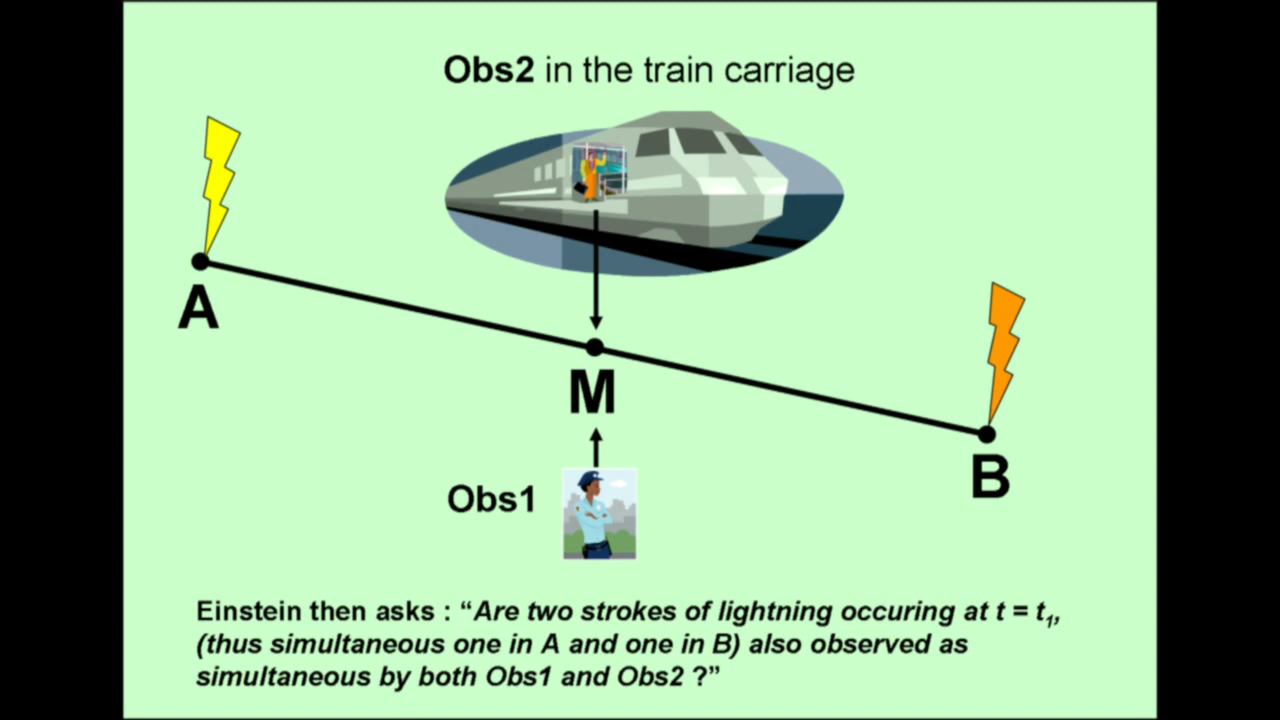 Obs2 in the train carriage
A
M
B
Obs1
Einstein then asks : “Are two strokes of lightning occuring at t = t1,
(thus simultaneous one in A and one in B) also observed as
simultaneous by both Obs1 and Obs2 ?”